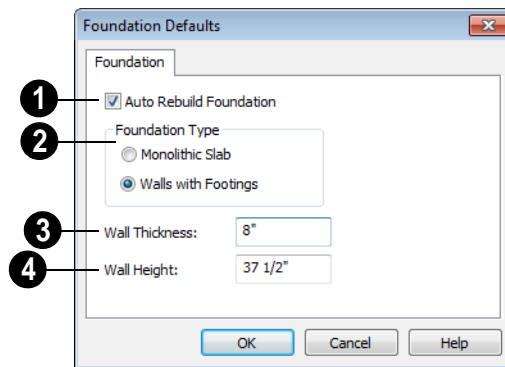 Foundation Defaults
Foundation
1 Auto Rebuild Foundation
2 Foundation Type
Monolithic Slab
Walls with Footings
3 Wall Thickness: 8"
4 Wall Height: 37 1/2"
OK Cancel Help